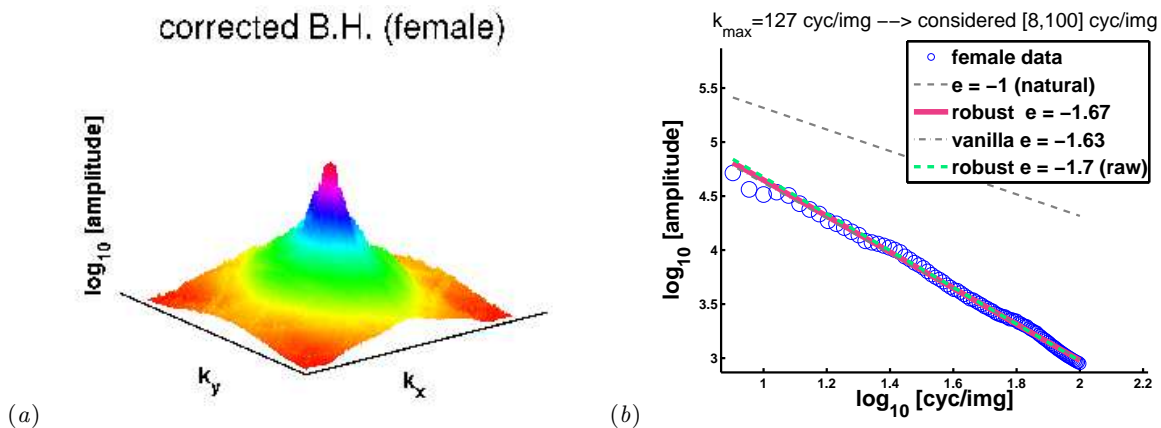 corrected B.H. (female)
log10 [amplitude]
ky
kx
(a)
kmax=127 cyc/img −−> considered [8,100] cyc/img
female data
e = −1 (natural)
robust e = −1.67
vanilla e = −1.63
robust e = −1.7 (raw)
log10 [amplitude]
5.5
5
4.5
4
3.5
3
1 1.2 1.4 1.6 1.8 2 2.2
log10 [cyc/img]
(b)